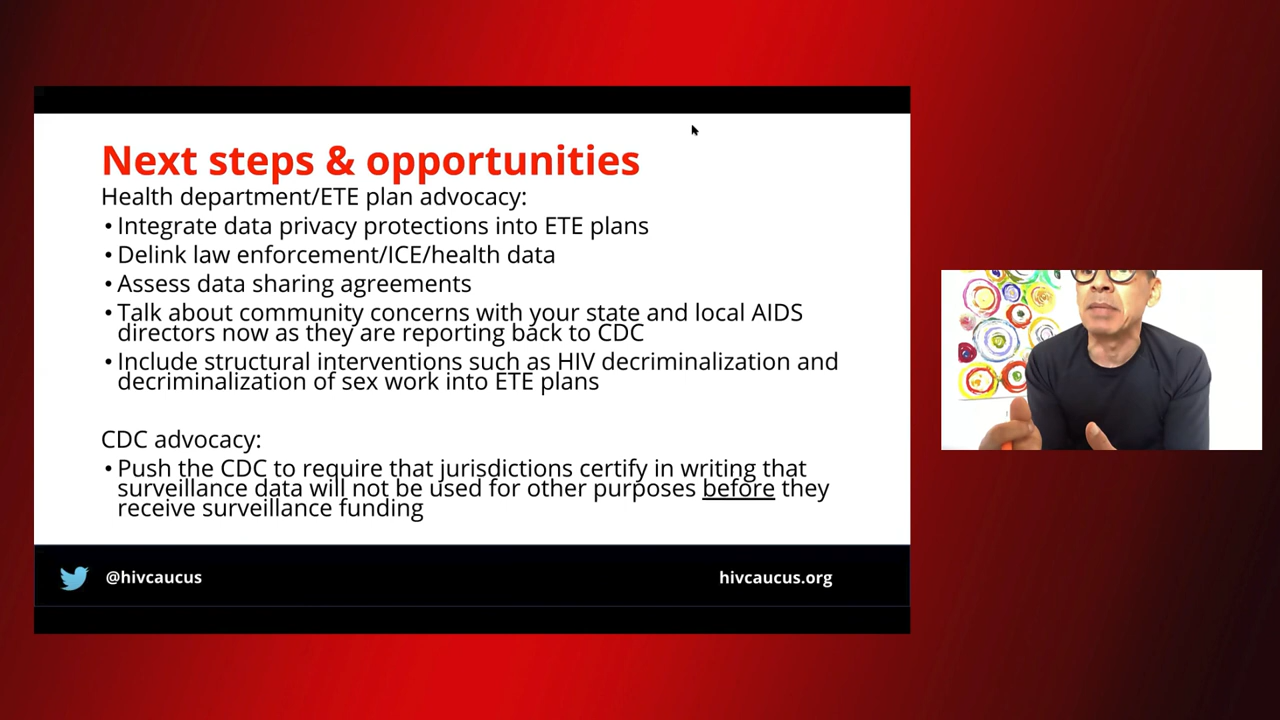 Next steps & opportunities
Health department/ETE plan advocacy:
• Integrate data privacy protections into ETE plans
• Delink law enforcement/ICE/health data
• Assess data sharing agreements
• Talk about community concerns with your state and local AIDS
directors now as they are reporting back to CDC
• Include structural interventions such as HIV decriminalization and
decriminalization of sex work into ETE plans
CDC advocacy:
• Push the CDC to require that jurisdictions certify in writing that
surveillance data will not be used for other purposes before they
receive surveillance funding
@hivcaucus
hivcaucus.org